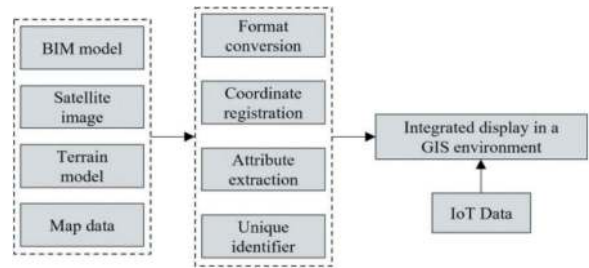 BIM model
Satellite
image
Terrain
model
Map data
Format
conversion
Coordinate
registration
Attribute
extraction
Unique
identifier
Integrated display in a
GIS environment
IoT Data